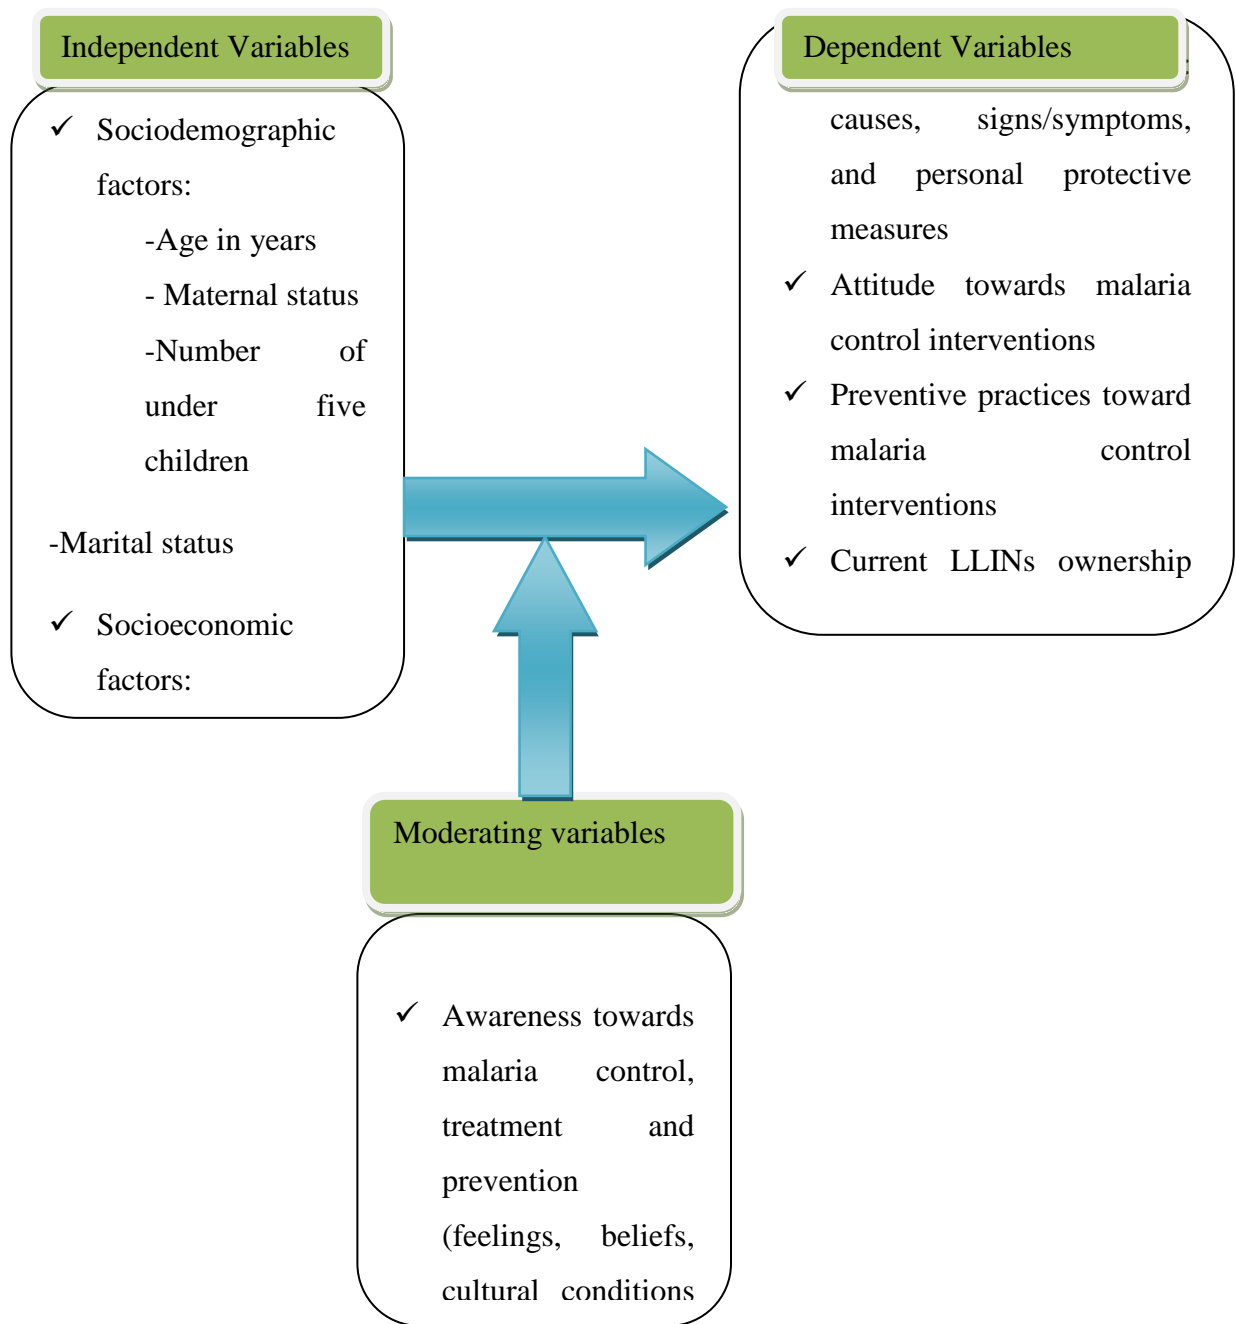 Independent Variables
✓ Sociodemographic
factors:
-Age in years
- Maternal status
-Number of
under five
children
-Marital status
✓ Socioeconomic
factors:
Dependent Variables
causes, signs/symptoms,
and personal protective
measures
✓ Attitude towards malaria
control interventions
✓ Preventive practices toward
malaria control
interventions
✓ Current LLINs ownership
Moderating variables
✓ Awareness towards
malaria control,
treatment and
prevention
(feelings, beliefs,
cultural conditions